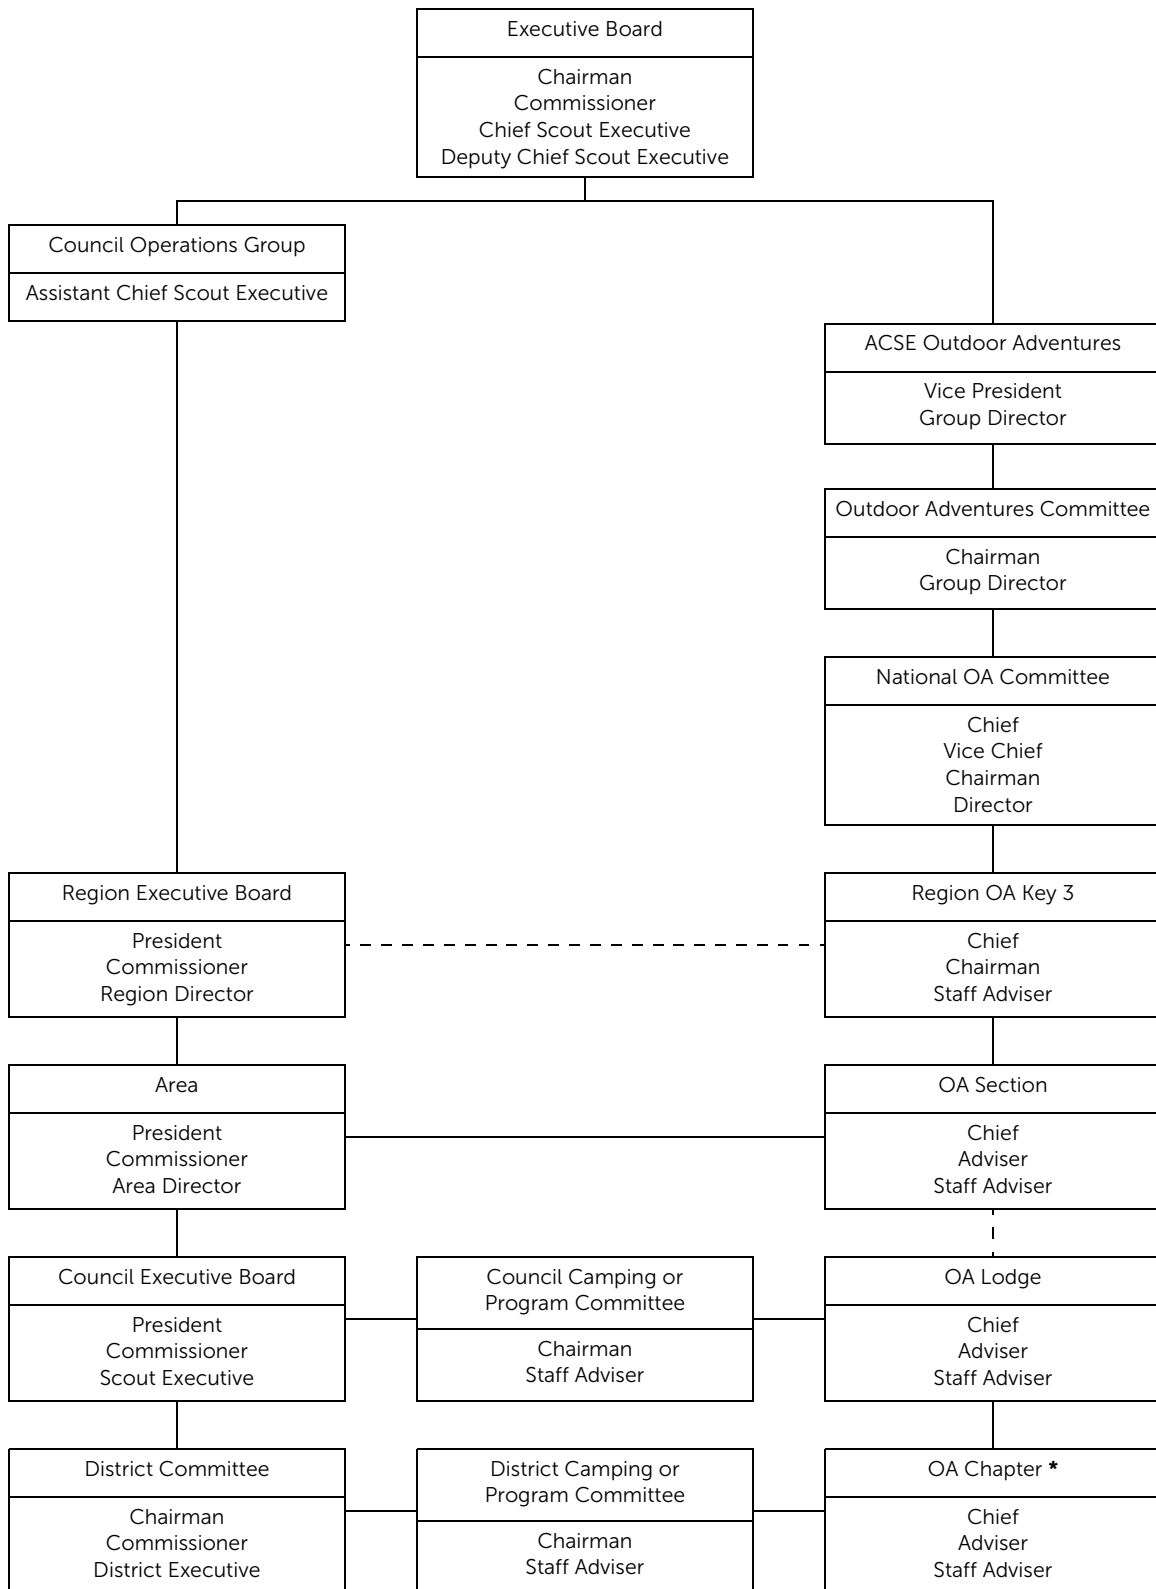 Executive Board
Chairman
Commissioner
Chief Scout Executive
Deputy Chief Scout Executive
Council Operations Group
Assistant Chief Scout Executive
ACSE Outdoor Adventures
Vice President
Group Director
Outdoor Adventures Committee
Chairman
Group Director
National OA Committee
Chief
Vice Chief
Chairman
Director
Region Executive Board
President
Commissioner
Region Director
Region OA Key 3
Chief
Chairman
Staff Adviser
Area
President
Commissioner
Area Director
OA Section
Chief
Adviser
Staff Adviser
Council Executive Board
President
Commissioner
Scout Executive
Council Camping or
Program Committee
Chairman
Staff Adviser
OA Lodge
Chief
Adviser
Staff Adviser
District Committee
Chairman
Commissioner
District Executive
District Camping or
Program Committee
Chairman
Staff Adviser
OA Chapter *
Chief
Adviser
Staff Adviser